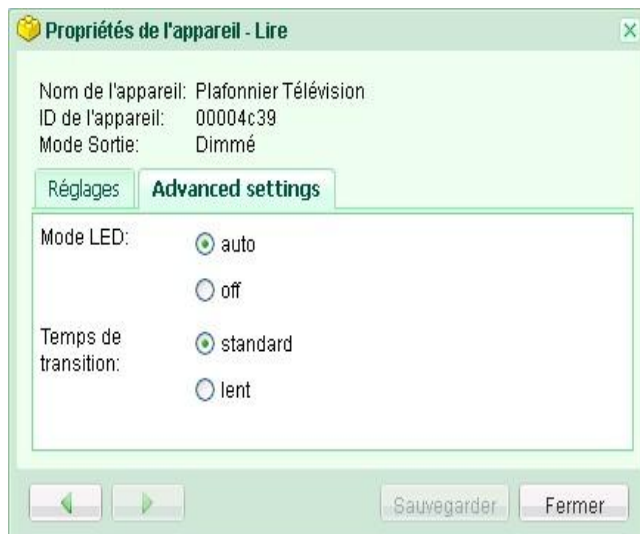 Propriétés de l'appareil - Lire
Nom de l'appareil: Plafonnier Télévision
ID de l'appareil: 00004c39
Mode Sortie: Dimmé
Réglages Advanced settings
Mode LED: auto
off
Temps de transition: standard
lent
Sauvegarder Fermer